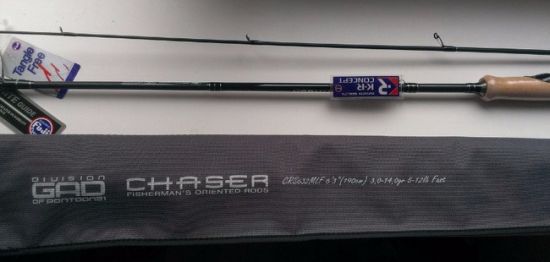 Tangle
Free
K-R
CONCEPT
DIVISION
GAD
OF PONTOON21
CHASER
FISHERMAN'S ORIENTED RODS
CRS632MLF 6'3" (190cm) 3,0-14,0gr 5-12lb Fast